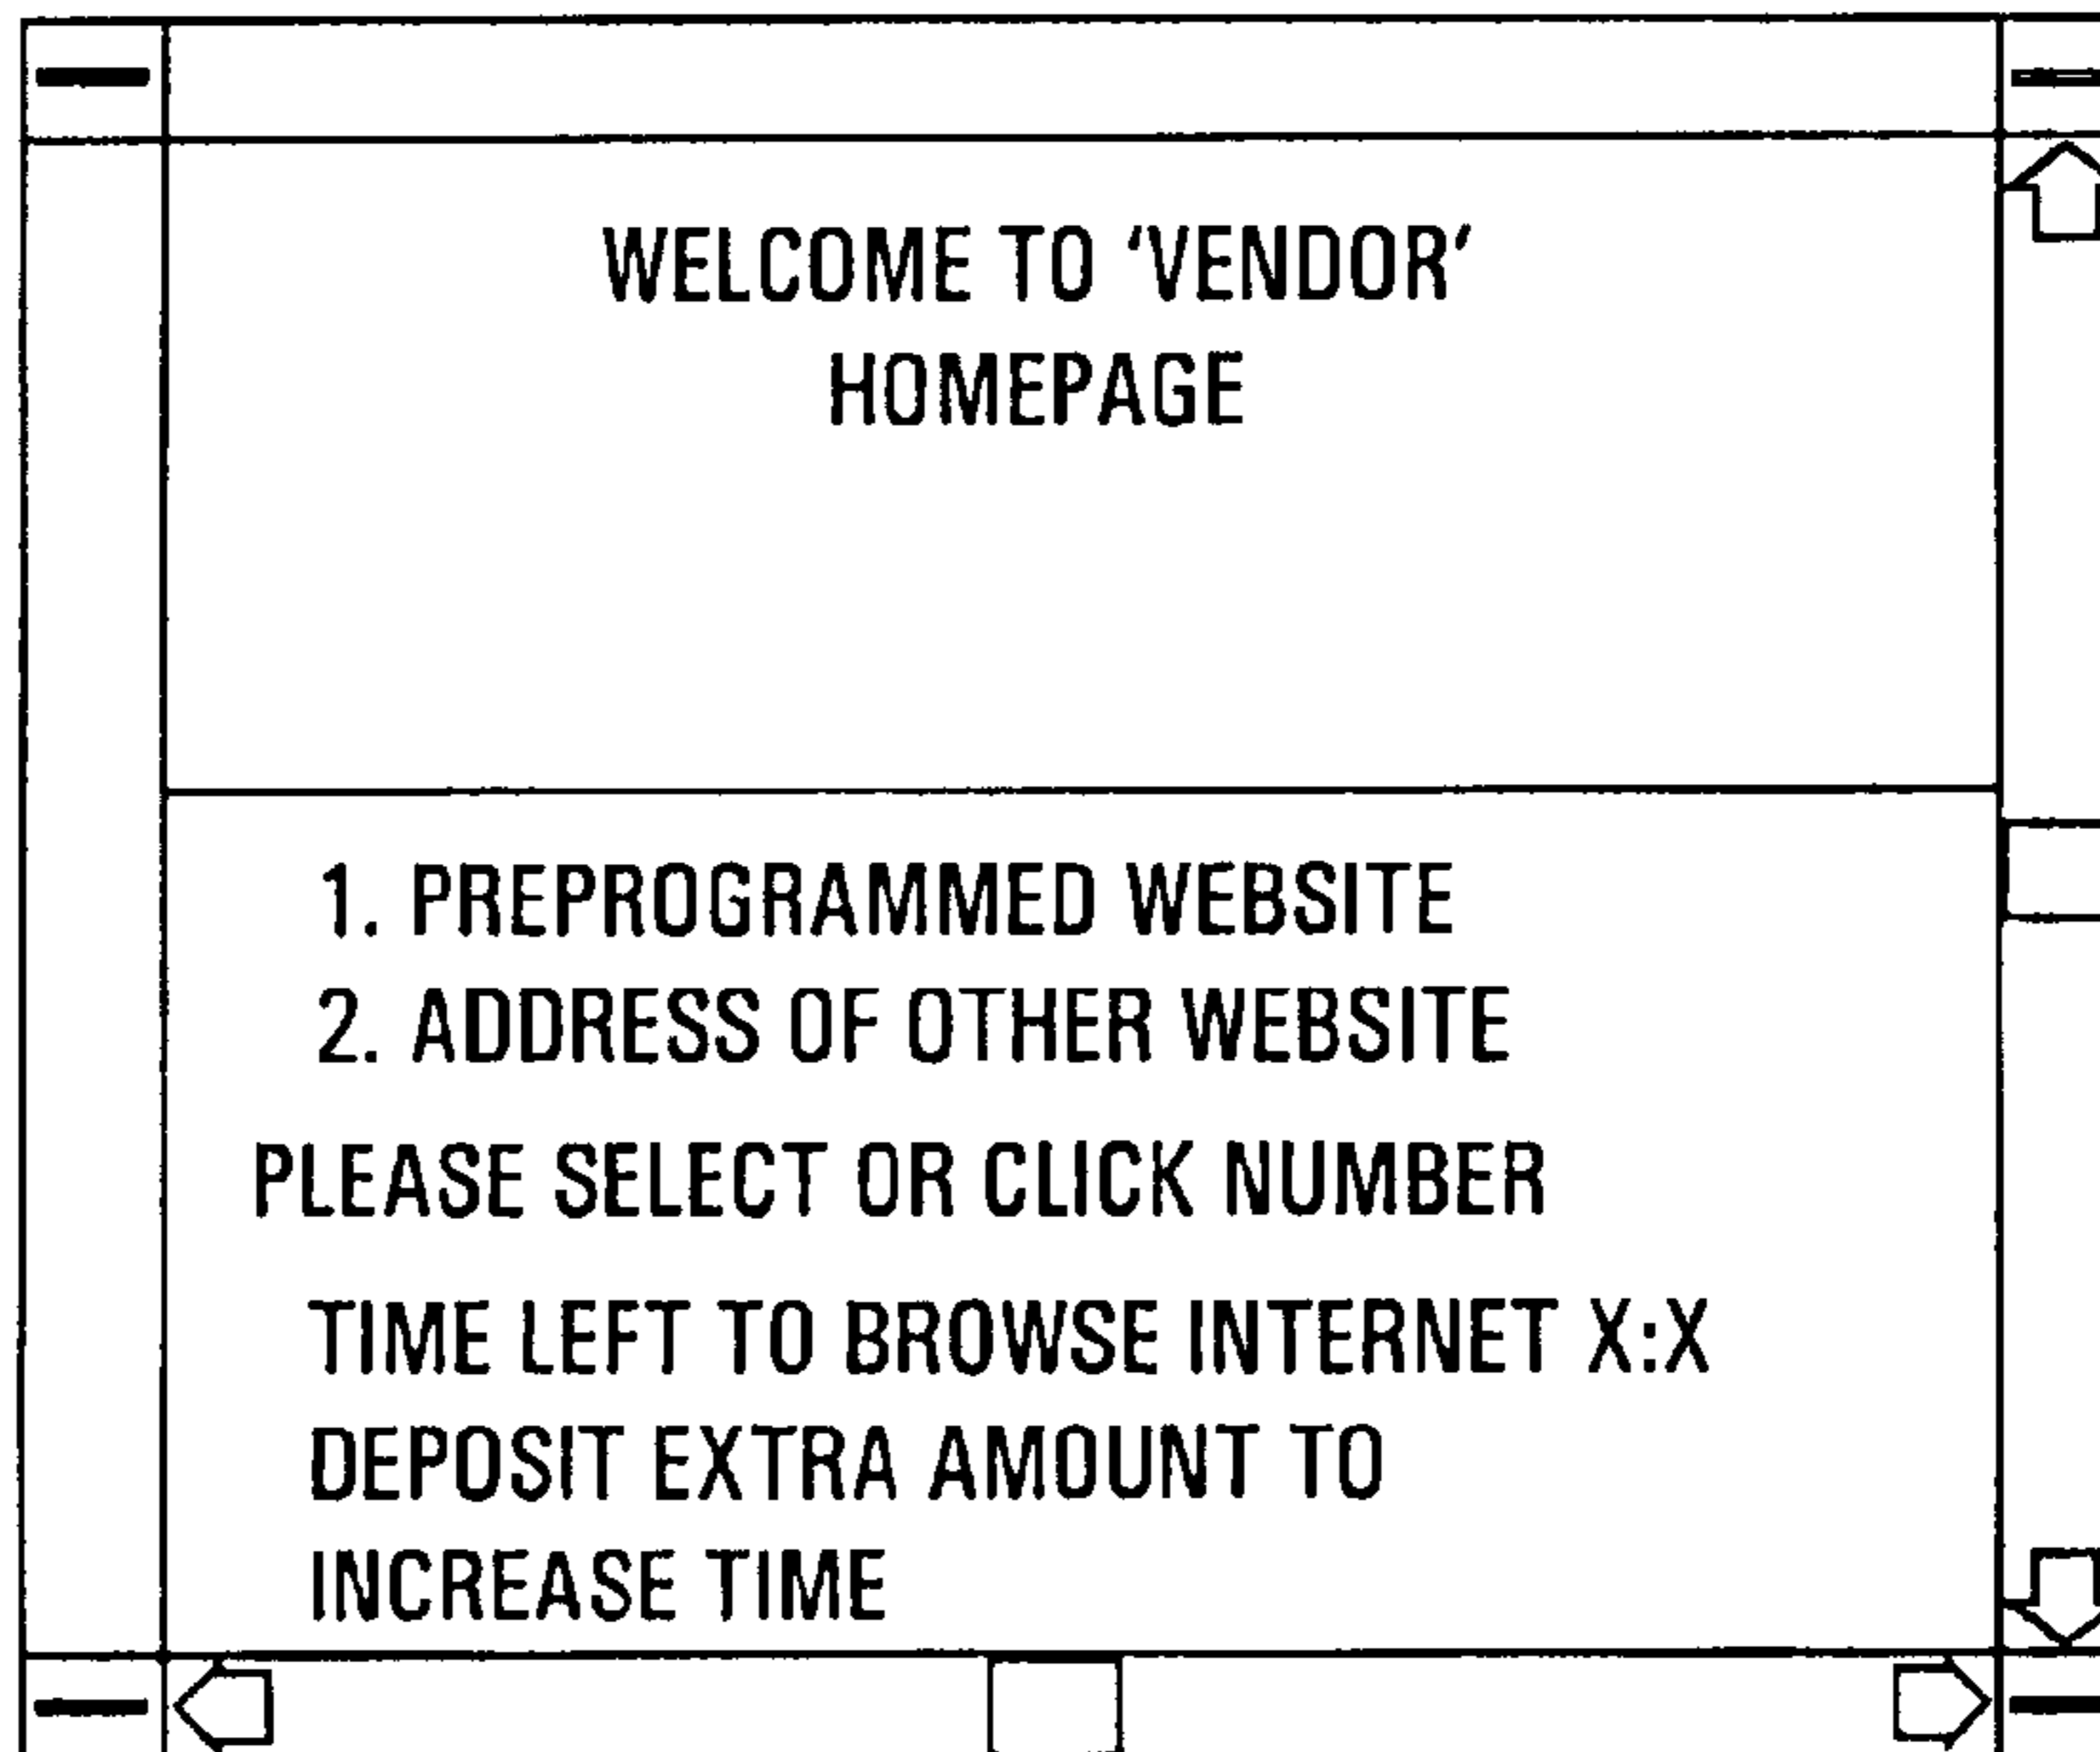 WELCOME TO 'VENDOR'
HOMEPAGE
1. PREPROGRAMMED WEBSITE
2. ADDRESS OF OTHER WEBSITE
PLEASE SELECT OR CLICK NUMBER
TIME LEFT TO BROWSE INTERNET X:X
DEPOSIT EXTRA AMOUNT TO
INCREASE TIME